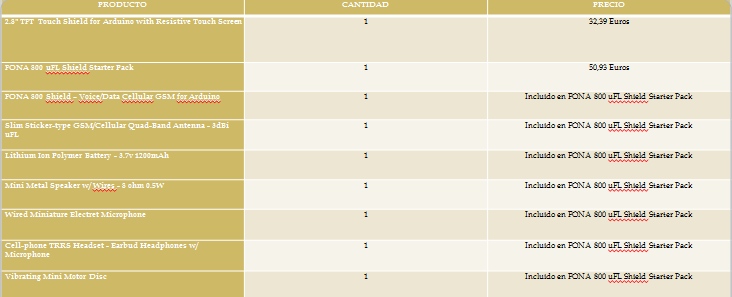 PRODUCTO CANTIDAD PRECIO
2.8" TFT Touch Shield for Arduino with Resistive Touch Screen 1 32,39 Euros
FONA 800 uFL Shield Starter Pack 1 50,93 Euros
FONA 800 Shield – Voice/Data Cellular GSM for Arduino 1 Incluido en FONA 800 uFL Shield Starter Pack
Slim Sticker-type GSM/Cellular Quad-Band Antenna - 3dBi 1 Incluido en FONA 800 uFL Shield Starter Pack
uFL
Lithium Ion Polymer Battery – 3.7v 1200mAh 1 Incluido en FONA 800 uFL Shield Starter Pack
Mini Metal Speaker w/ Wires – 8 ohm 0.5W 1 Incluido en FONA 800 uFL Shield Starter Pack
Wired Miniature Electret Microphone 1 Incluido en FONA 800 uFL Shield Starter Pack
Cell-phone TRRS Headset - Earbud Headphones w/ 1 Incluido en FONA 800 uFL Shield Starter Pack
Microphone
Vibrating Mini Motor Disc 1 Incluido en FONA 800 uFL Shield Starter Pack